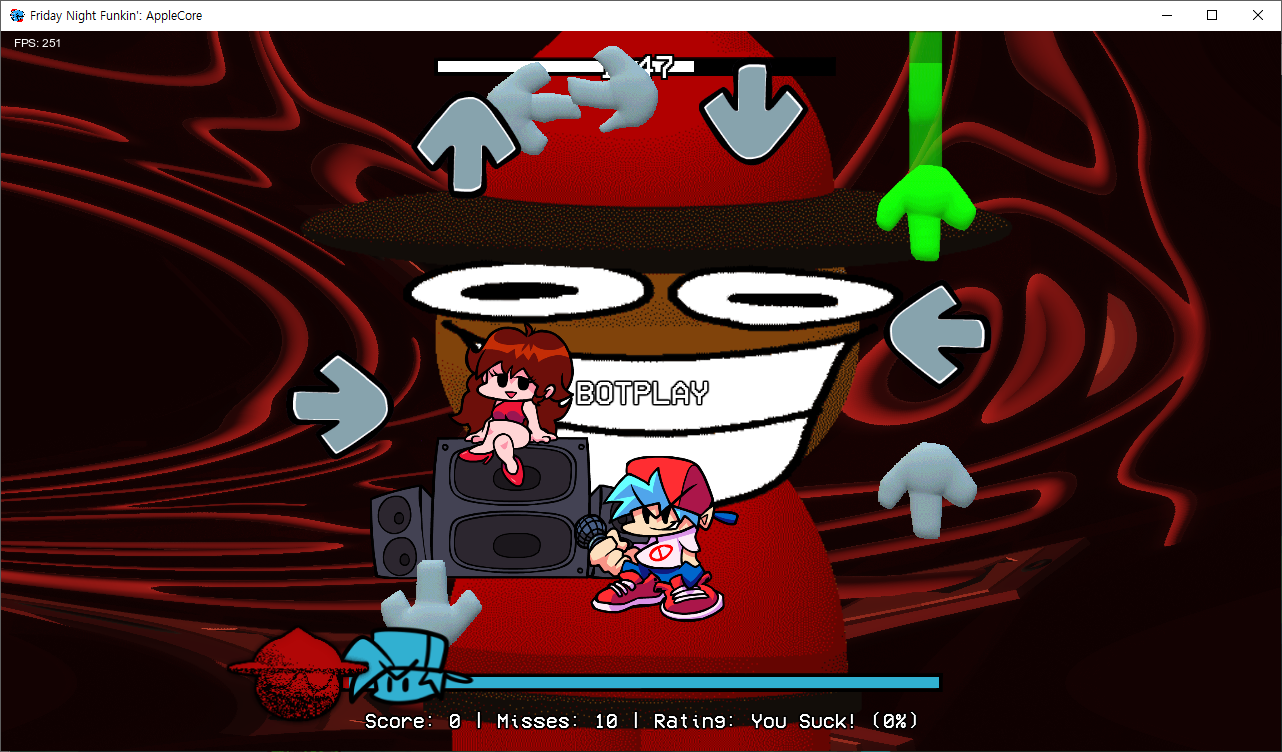 Friday Night Funkin': AppleCore
FPS: 251
BOTPLAY
Score: 0 | Misses: 10 | Rating: You Suck! (0%)